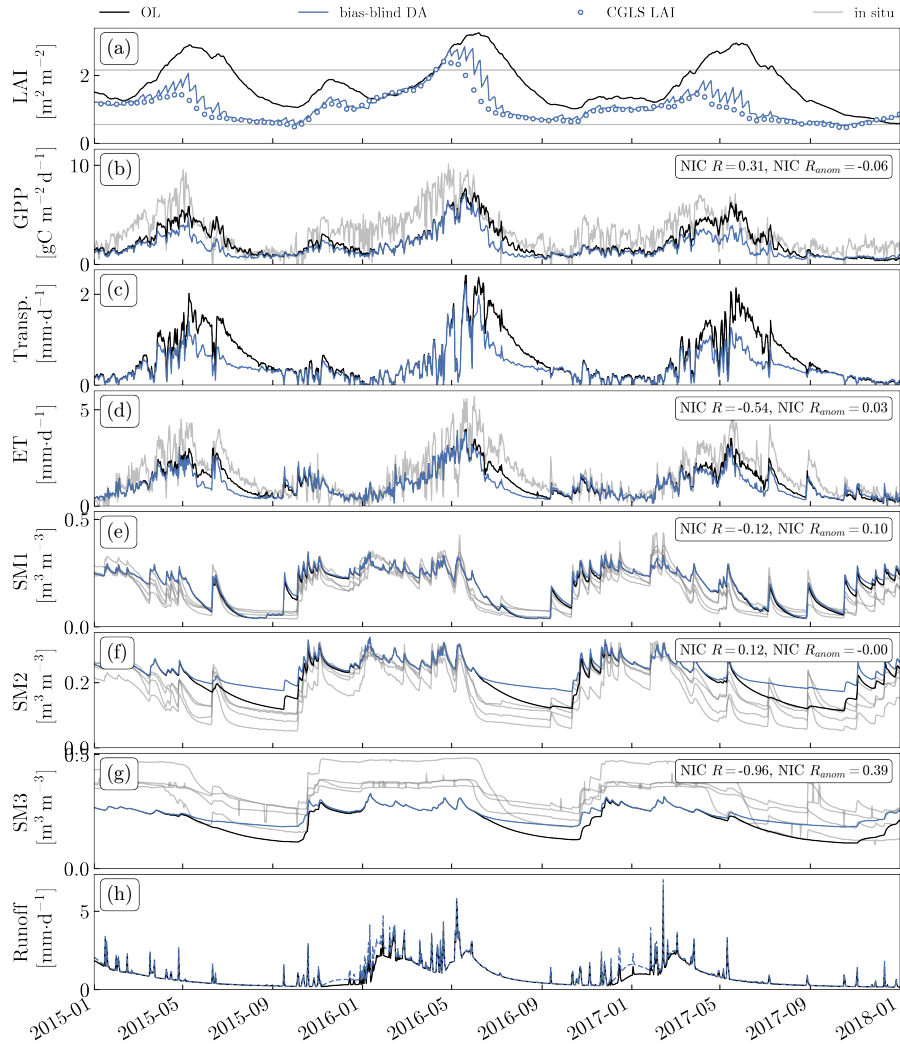 OL bias-blind DA CGLS LAI in situ
(a)
LAI
[m² m⁻²]
2
0
(b)
NIC R = 0.31, NIC R_anom = -0.06
GPP
[gC m⁻² d⁻¹]
10
0
(c)
Transp.
[mm·d⁻¹]
2
0
(d)
NIC R = -0.54, NIC R_anom = 0.03
ET
[mm·d⁻¹]
5
0
(e)
NIC R = -0.12, NIC R_anom = 0.10
SM1
[m³ m⁻³]
0.5
0.0
(f)
NIC R = 0.12, NIC R_anom = -0.00
SM2
[m³ m⁻³]
0.2
0.0
(g)
NIC R = -0.96, NIC R_anom = 0.39
SM3
[m³ m⁻³]
0.5
0.0
(h)
Runoff
[mm·d⁻¹]
5
0
2015-01 2015-05 2015-09 2016-01 2016-05 2016-09 2017-01 2017-05 2017-09 2018-01